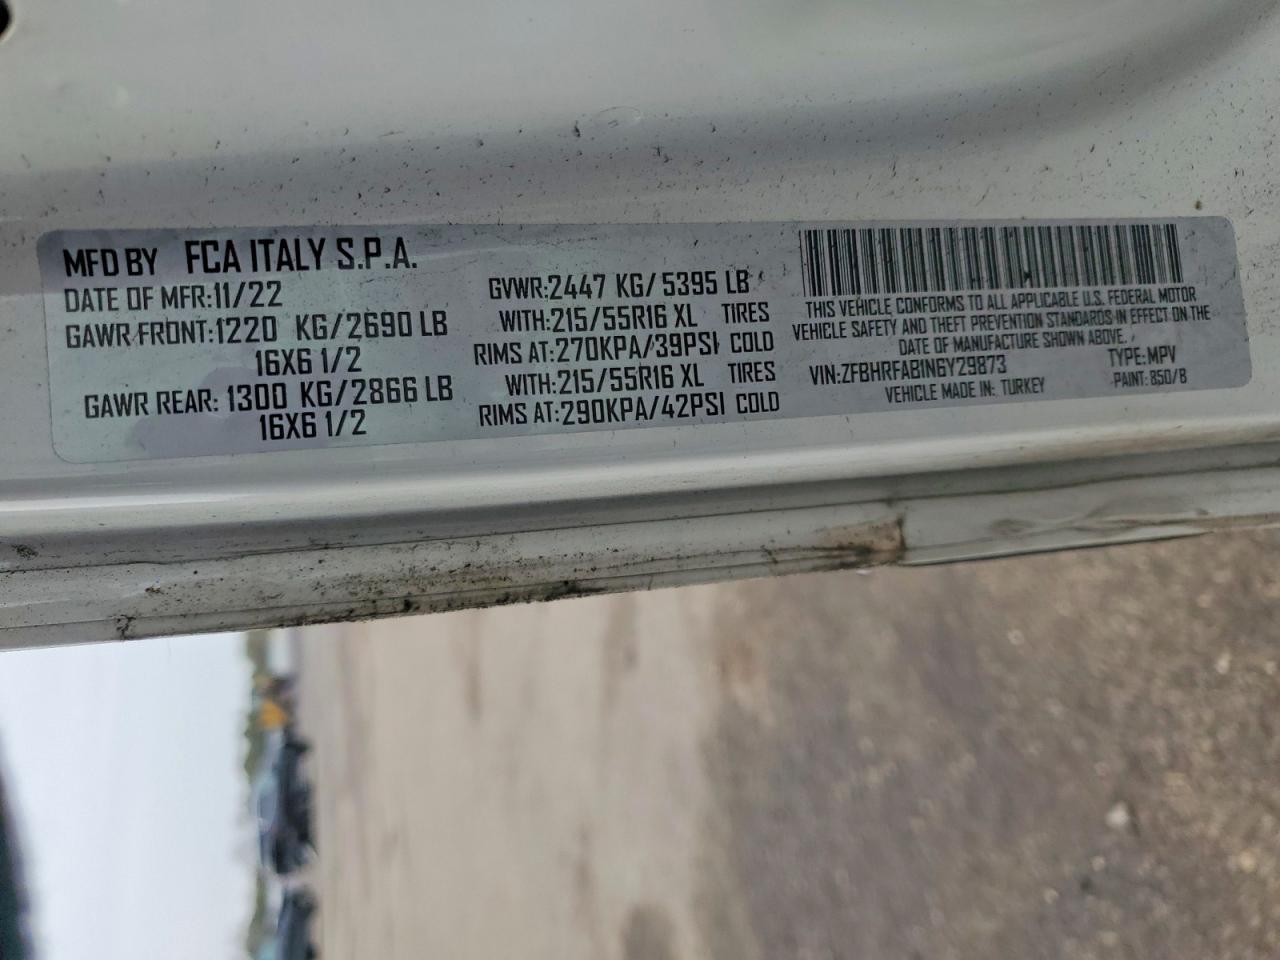 MFD BY FCA ITALY S.P.A.
DATE OF MFR:11/22
GAWR FRONT:1220 KG/2690 LB
16X6 1/2
GAWR REAR: 1300 KG/2866 LB
16X6 1/2
GVWR:2447 KG/5395 LB
WITH:215/55R16 XL TIRES
RIMS AT:270KPA/39PSI COLD
WITH:215/55R16 XL TIRES
RIMS AT:290KPA/42PSI COLD
THIS VEHICLE CONFORMS TO ALL APPLICABLE U.S. FEDERAL MOTOR
VEHICLE SAFETY AND THEFT PREVENTION STANDARDS IN EFFECT ON THE
DATE OF MANUFACTURE SHOWN ABOVE.
VIN:ZFBHRFABIN6Y29873 TYPE:MPV
VEHICLE MADE IN: TURKEY PAINT: 850/B